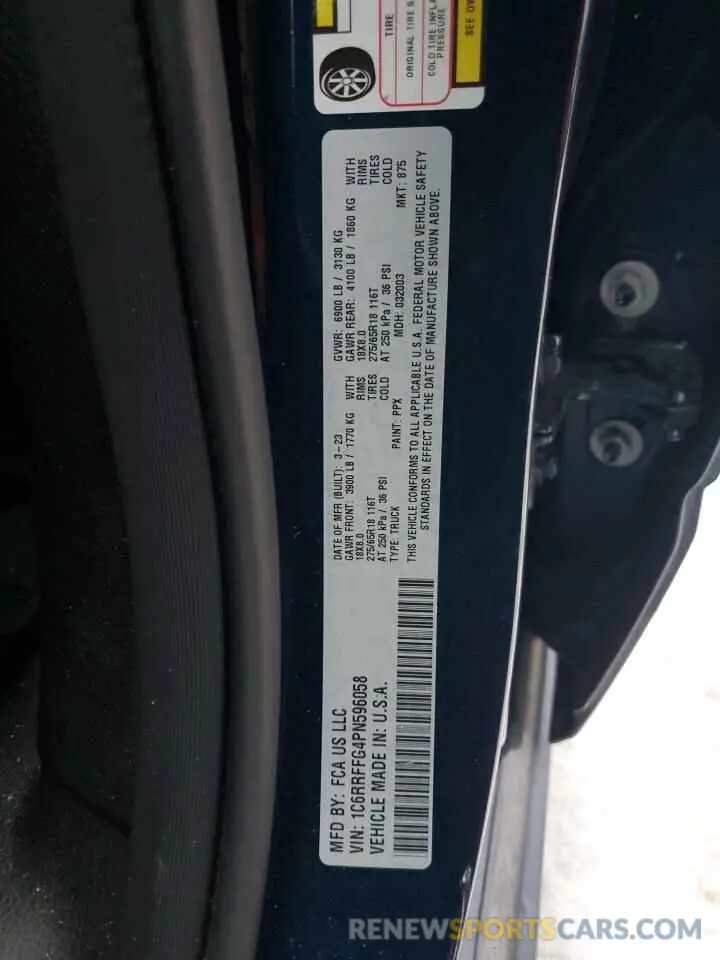 TIRE
ORIGINAL TIRE
COLD TIRE INFLA
PRESSURE
SEE OW
MFD BY: FCA US LLC
VIN: 1C6RRFFG4PN596058
VEHICLE MADE IN: U.S.A.
DATE OF MFR (BUILT): 3-23
GAWR FRONT: 3900 LB / 1770 KG WITH
18X8.0 RIMS
275/65R18 116T TIRES
AT 250 kPa / 36 PSI COLD
TYPE: TRUCK PAINT: PPX
GVWR: 6900 LB / 3130 KG
GAWR REAR: 4100 LB / 1860 KG WITH
18X8.0 RIMS
275/65R18 116T TIRES
AT 250 kPa / 36 PSI COLD
MDH: 032003 MKT: 875
THIS VEHICLE CONFORMS TO ALL APPLICABLE U.S.A. FEDERAL MOTOR VEHICLE SAFETY
STANDARDS IN EFFECT ON THE DATE OF MANUFACTURE SHOWN ABOVE.
RENEWSPORTSCARS.COM